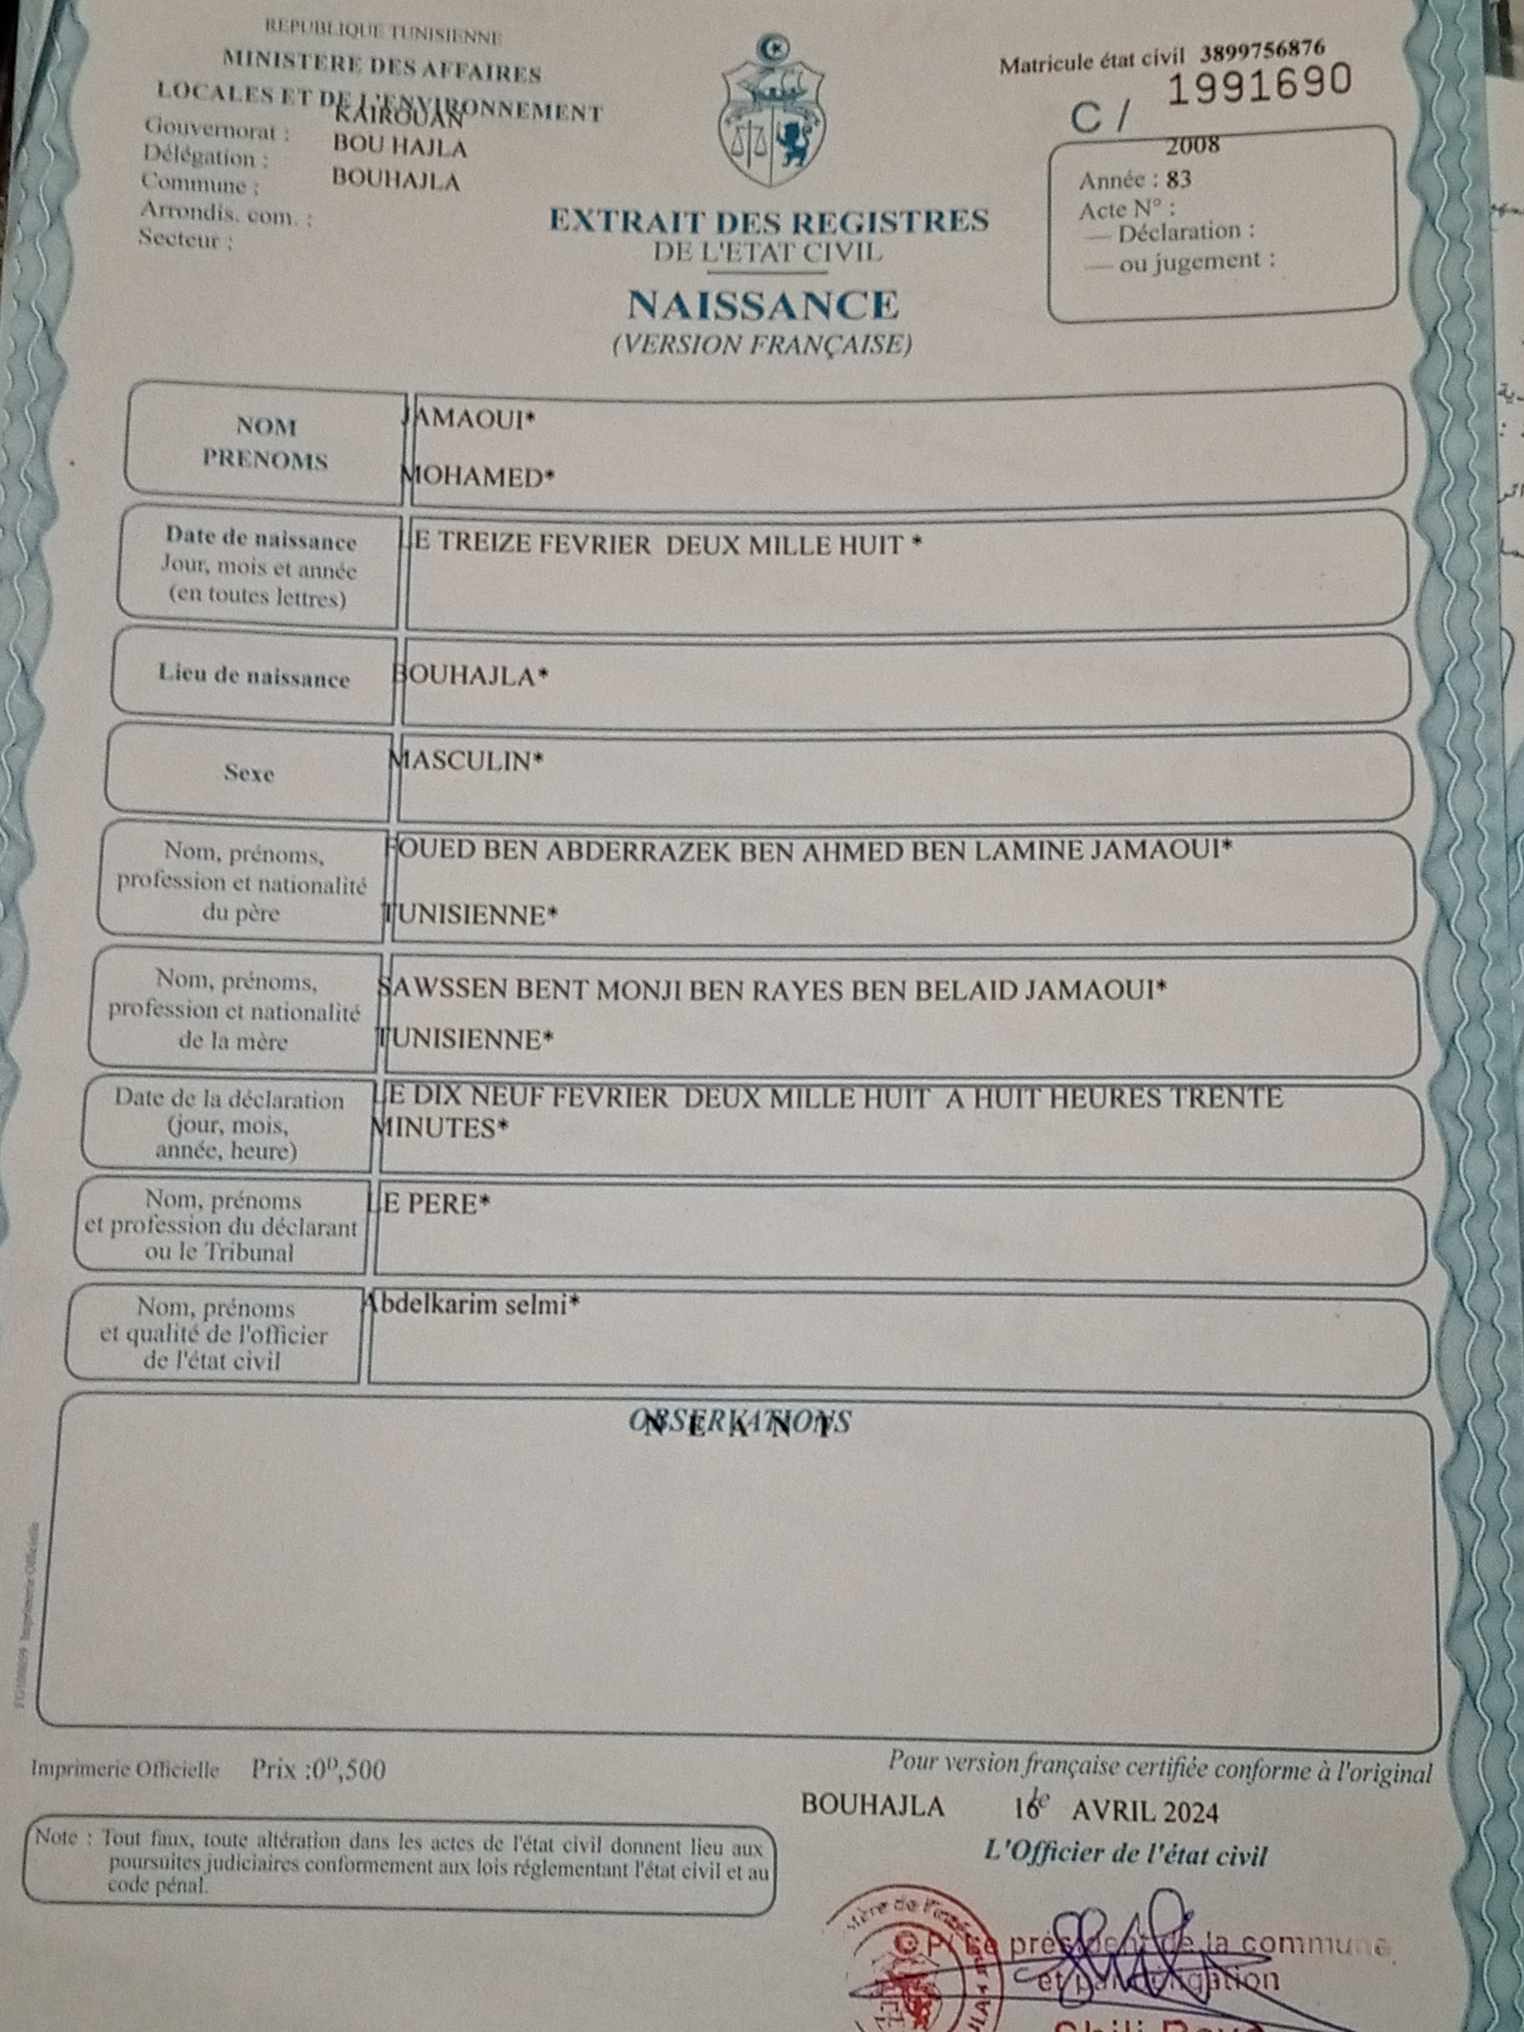 REPUBLIQUE TUNISIENNE
MINISTERE DES AFFAIRES
LOCALES ET DE L'ENVIRONNEMENT
Gouvernorat : KAIROUAN
Délégation : BOU HAJLA
Commune : BOUHAJLA
Arrondis. com. :
Secteur :
Matricule état civil 3899756876
C / 1991690
2008
Année : 83
Acte N° :
— Déclaration :
— ou jugement :
EXTRAIT DES REGISTRES
DE L'ETAT CIVIL
NAISSANCE
(VERSION FRANÇAISE)
NOM
PRENOMS
JAMAOUI*
MOHAMED*
Date de naissance
Jour, mois et année
(en toutes lettres)
LE TREIZE FEVRIER DEUX MILLE HUIT *
Lieu de naissance
BOUHAJLA*
Sexe
MASCULIN*
Nom, prénoms,
profession et nationalité
du père
FOUED BEN ABDERRAZEK BEN AHMED BEN LAMINE JAMAOUI*
TUNISIENNE*
Nom, prénoms,
profession et nationalité
de la mère
SAWSSEN BENT MONJI BEN RAYES BEN BELAID JAMAOUI*
TUNISIENNE*
Date de la déclaration
(jour, mois,
année, heure)
LE DIX NEUF FEVRIER DEUX MILLE HUIT A HUIT HEURES TRENTE
MINUTES*
Nom, prénoms
et profession du déclarant
ou le Tribunal
LE PERE*
Nom, prénoms
et qualité de l'officier
de l'état civil
Abdelkarim selmi*
OBSERVATIONS
N E A N T
Imprimerie Officielle Prix :0ᴰ,500
Pour version française certifiée conforme à l'original
BOUHAJLA le 16 AVRIL 2024
L'Officier de l'état civil
Note : Tout faux, toute altération dans les actes de l'état civil donnent lieu aux
poursuites judiciaires conformement aux lois réglementant l'état civil et au
code pénal.
P/ Le président de la commune
et par